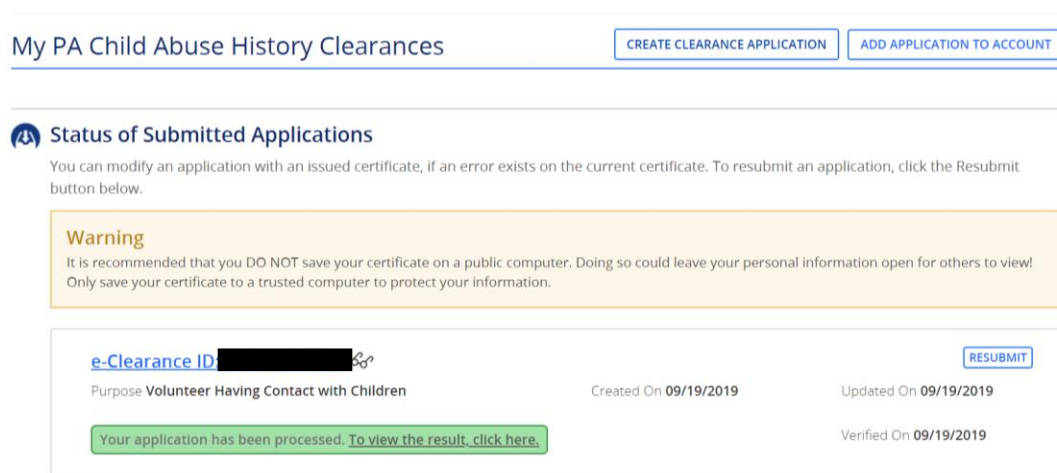 My PA Child Abuse History Clearances
CREATE CLEARANCE APPLICATION
ADD APPLICATION TO ACCOUNT
Status of Submitted Applications
You can modify an application with an issued certificate, if an error exists on the current certificate. To resubmit an application, click the Resubmit
button below.
Warning
It is recommended that you DO NOT save your certificate on a public computer. Doing so could leave your personal information open for others to view!
Only save your certificate to a trusted computer to protect your information.
e-Clearance ID:
RESUBMIT
Purpose Volunteer Having Contact with Children
Created On 09/19/2019
Updated On 09/19/2019
Your application has been processed. To view the result, click here.
Verified On 09/19/2019